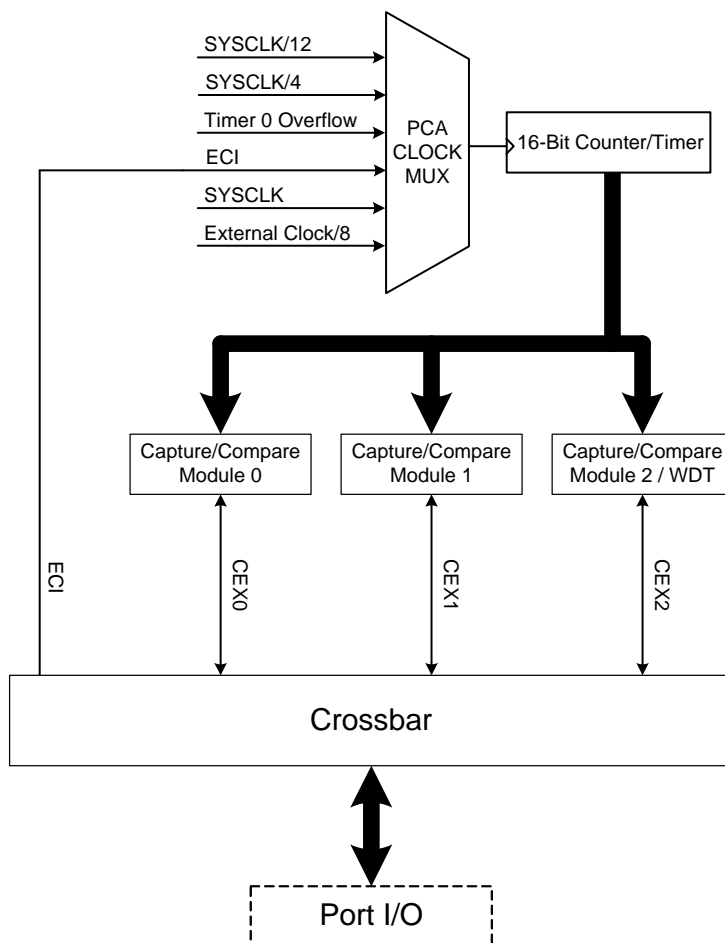 SYSCLK/12
SYSCLK/4
Timer 0 Overflow
ECI
SYSCLK
External Clock/8
PCA
CLOCK
MUX
16-Bit Counter/Timer
Capture/Compare
Module 0
Capture/Compare
Module 1
Capture/Compare
Module 2 / WDT
ECI
CEX0
CEX1
CEX2
Crossbar
Port I/O